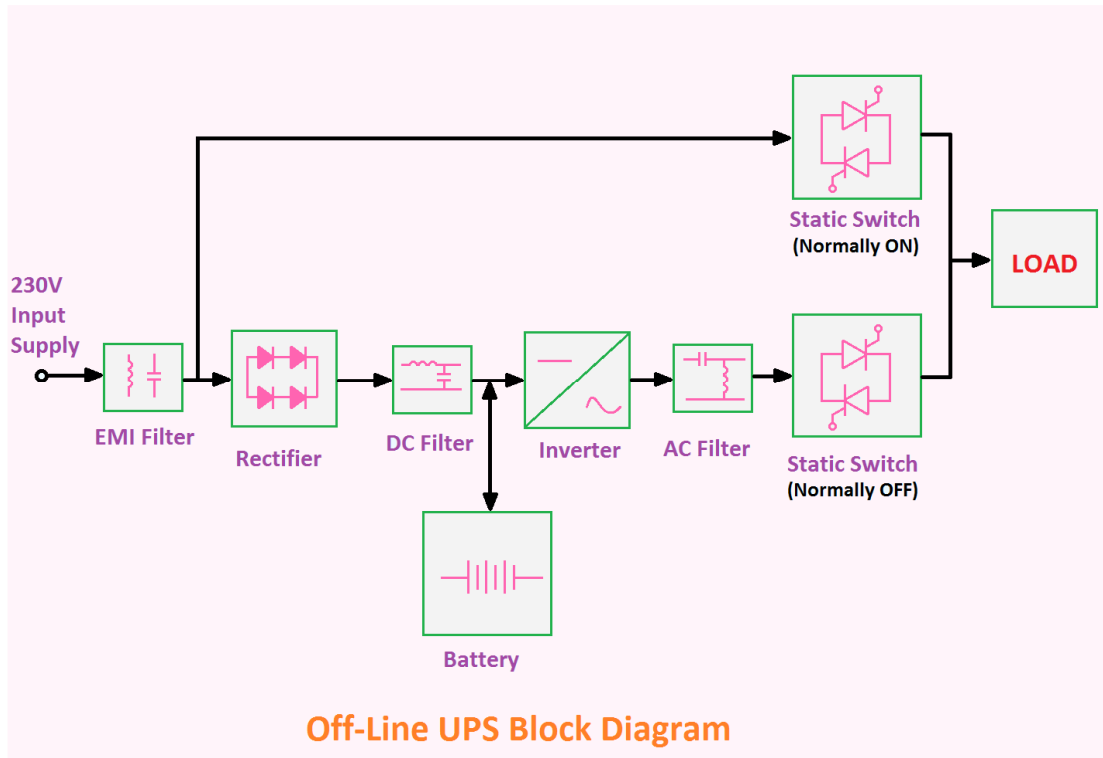 Static Switch
(Normally ON)
LOAD
230V
Input
Supply
EMI Filter
Rectifier
DC Filter
Inverter
AC Filter
Static Switch
(Normally OFF)
Battery
Off-Line UPS Block Diagram